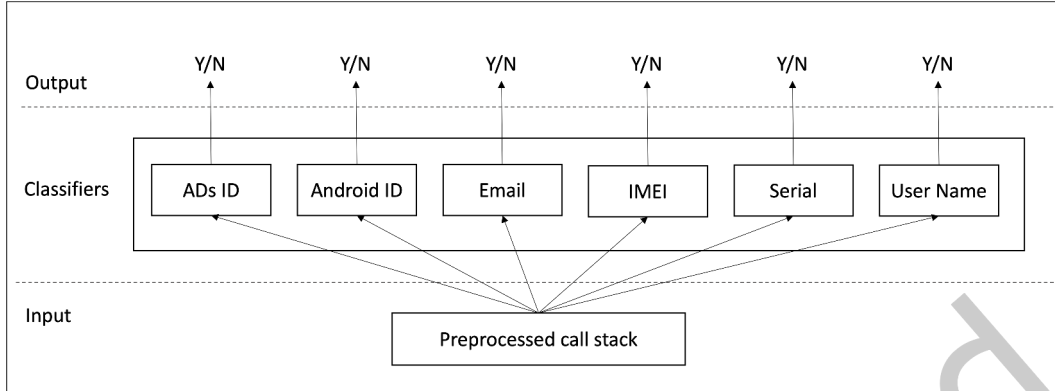 Y/N Y/N Y/N Y/N Y/N Y/N
Output
Classifiers
ADs ID Android ID Email IMEI Serial User Name
Input
Preprocessed call stack